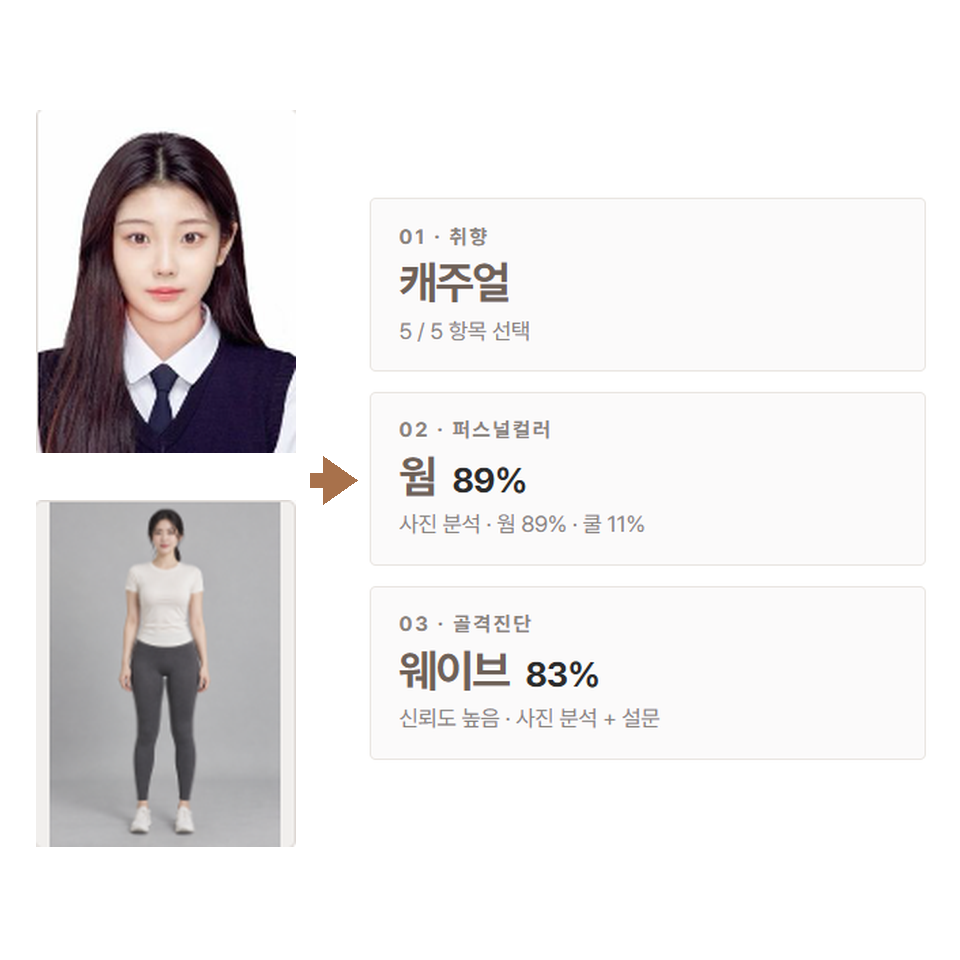 01 · 취향
캐주얼
5 / 5 항목 선택
02 · 퍼스널컬러
웜 89%
사진 분석 · 웜 89% · 쿨 11%
03 · 골격진단
웨이브 83%
신뢰도 높음 · 사진 분석 + 설문